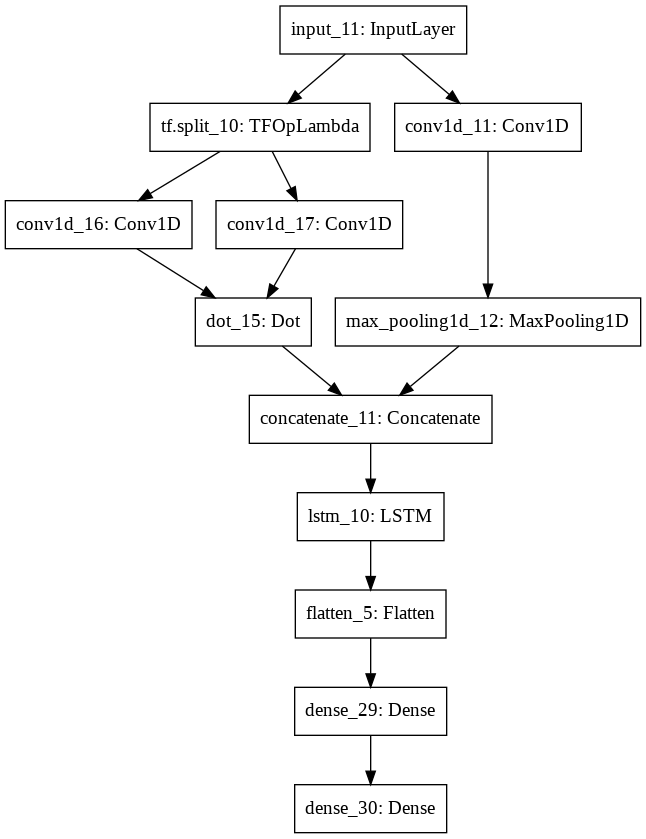 input_11: InputLayer
tf.split_10: TFOpLambda
conv1d_11: Conv1D
conv1d_16: Conv1D
conv1d_17: Conv1D
dot_15: Dot
max_pooling1d_12: MaxPooling1D
concatenate_11: Concatenate
lstm_10: LSTM
flatten_5: Flatten
dense_29: Dense
dense_30: Dense